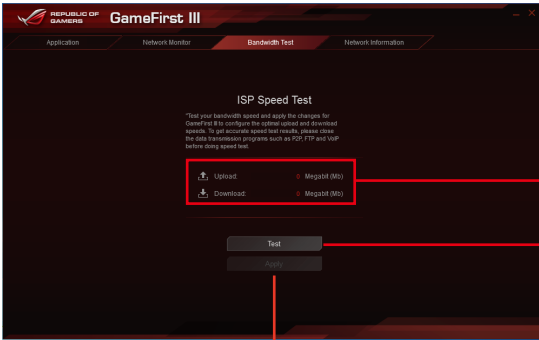 REPUBLIC OF
GAMERS
GameFirst III
Application
Network Monitor
Bandwidth Test
Network Information
ISP Speed Test
*Test your bandwidth speed and apply the changes for
GameFirst III to configure the optimal upload and download
speeds. To get accurate speed test results, please close
the data transmission programs such as P2P, FTP and VoIP
before doing speed test.
Upload: 0 Megabit (Mb)
Download: 0 Megabit (Mb)
Test
Apply